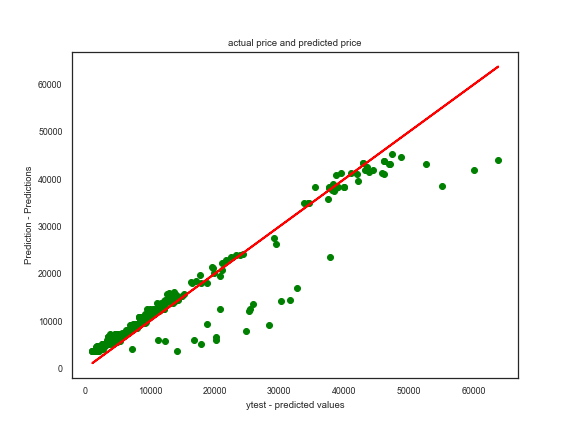 actual price and predicted price
60000
50000
40000
30000
20000
10000
0
Prediction - Predictions
0 10000 20000 30000 40000 50000 60000
ytest - predicted values